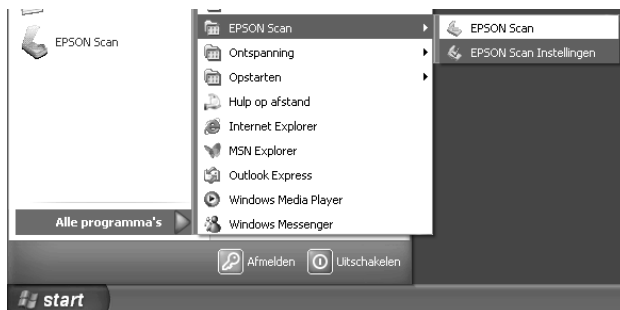 EPSON Scan
EPSON Scan
Ontspanning
Opstarten
Hulp op afstand
Internet Explorer
MSN Explorer
Outlook Express
Windows Media Player
Windows Messenger
EPSON Scan
EPSON Scan Instellingen
Alle programma's
Afmelden
Uitschakelen
start